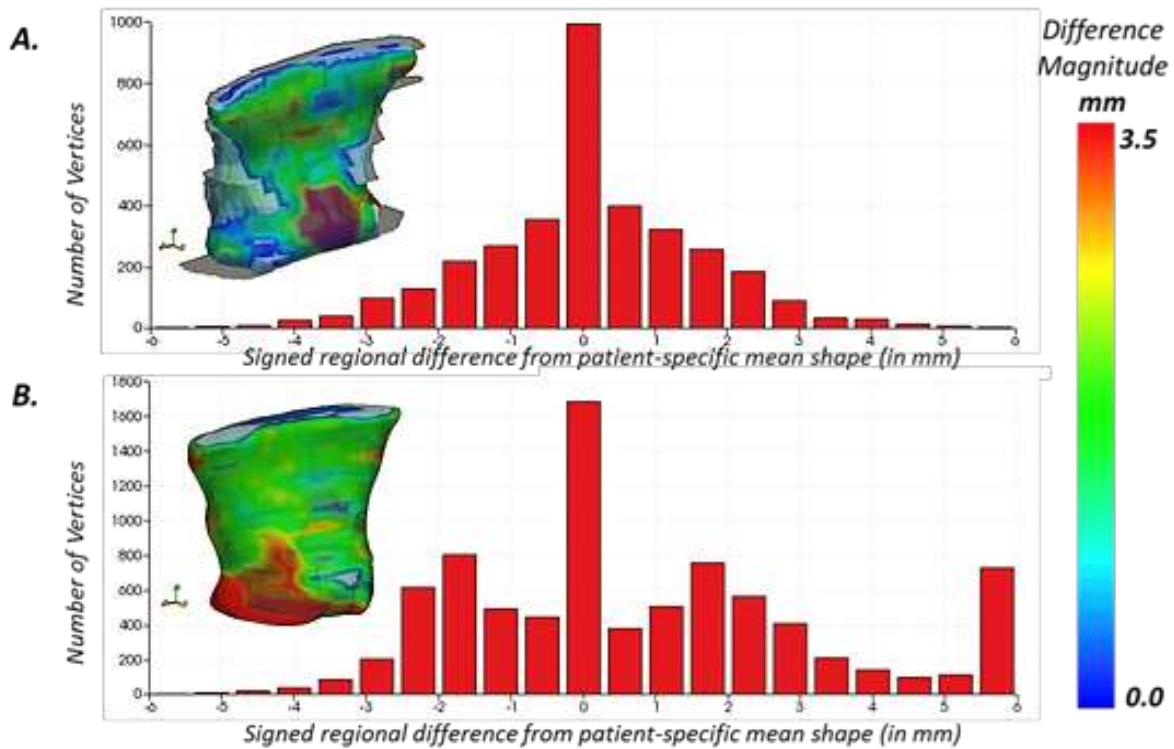 A.
Number of Vertices
1000
800
600
400
200
0
-6 -5 -4 -3 -2 -1 0 1 2 3 4 5 6
Signed regional difference from patient-specific mean shape (in mm)
Difference
Magnitude
mm
3.5
0.0
B.
Number of Vertices
1800
1600
1400
1200
1000
800
600
400
200
0
-6 -5 -4 -3 -2 -1 0 1 2 3 4 5 6
Signed regional difference from patient-specific mean shape (in mm)